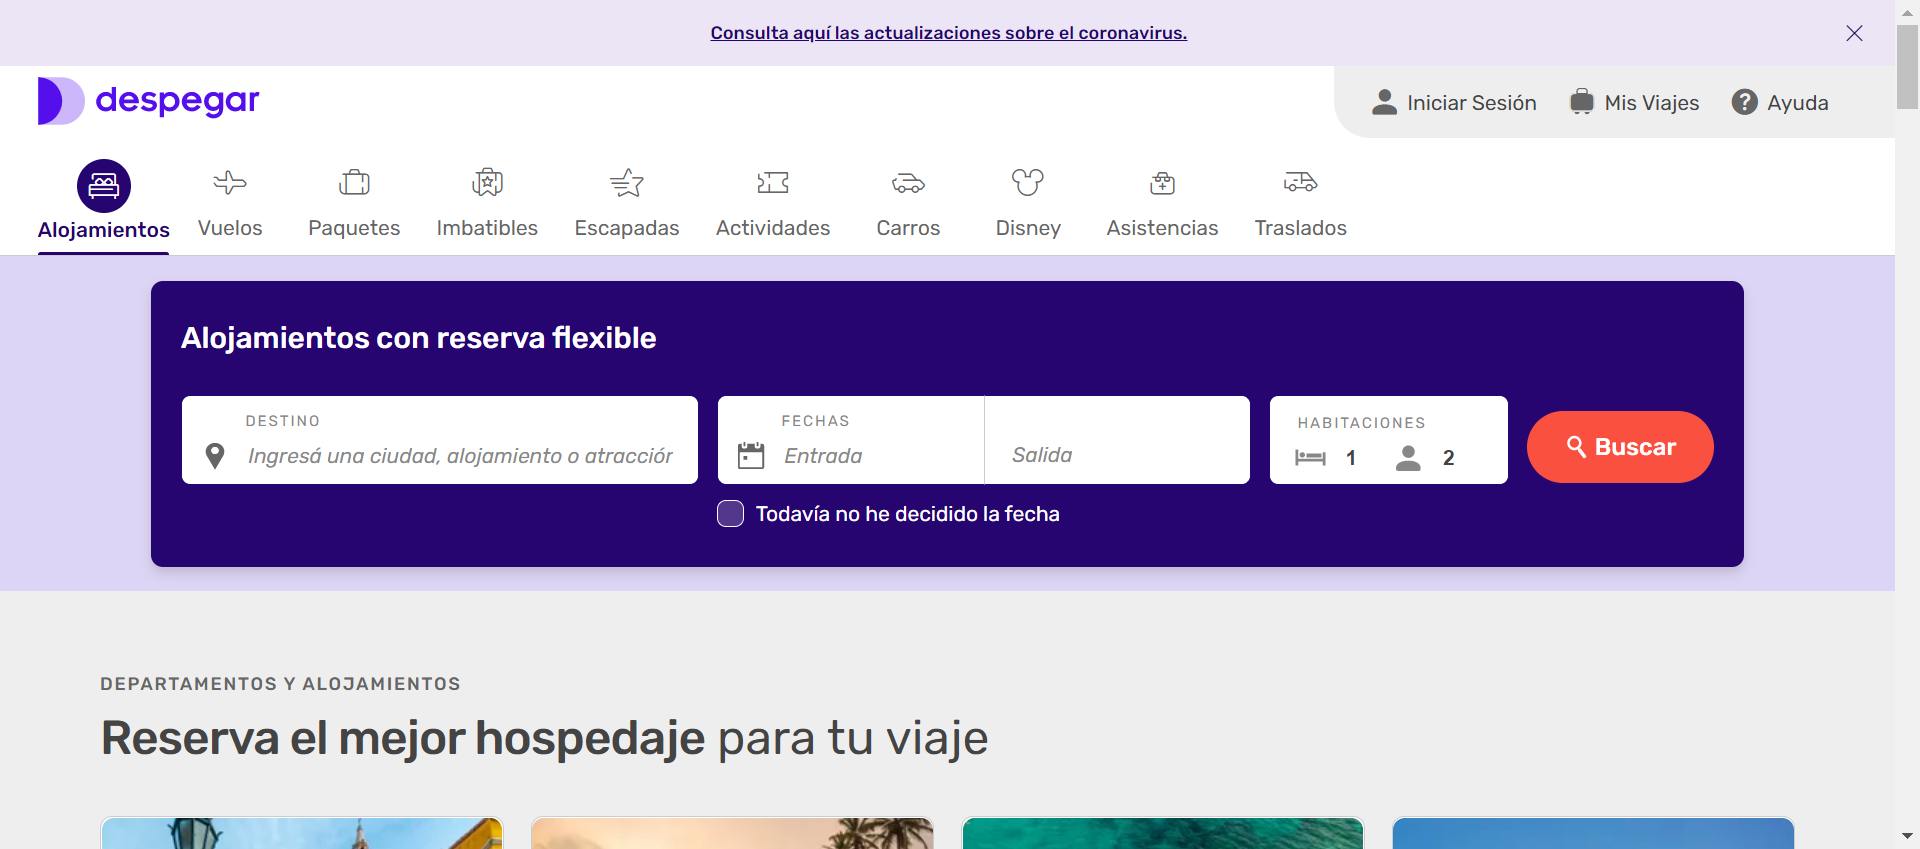 Consulta aquí las actualizaciones sobre el coronavirus.
despegar
Iniciar Sesión
Mis Viajes
Ayuda
Alojamientos
Vuelos
Paquetes
Imbatibles
Escapadas
Actividades
Carros
Disney
Asistencias
Traslados
Alojamientos con reserva flexible
DESTINO
Ingresá una ciudad, alojamiento o atracción
FECHAS
Entrada
Salida
HABITACIONES
1
2
Buscar
Todavía no he decidido la fecha
DEPARTAMENTOS Y ALOJAMIENTOS
Reserva el mejor hospedaje para tu viaje